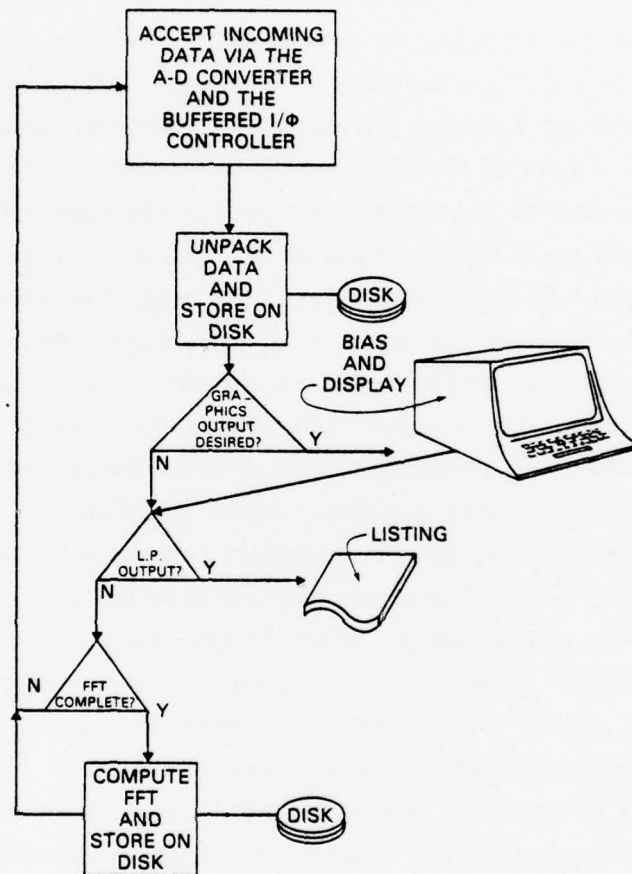 ACCEPT INCOMING
DATA VIA THE
A-D CONVERTER
AND THE
BUFFERED I/Φ
CONTROLLER
UNPACK
DATA
AND
STORE ON
DISK
DISK
BIAS
AND
DISPLAY
GRA-
PHICS
OUTPUT
DESIRED?
N
Y
L.P.
OUTPUT?
N
Y
LISTING
FFT
COMPLETE?
N
Y
COMPUTE
FFT
AND
STORE ON
DISK
DISK